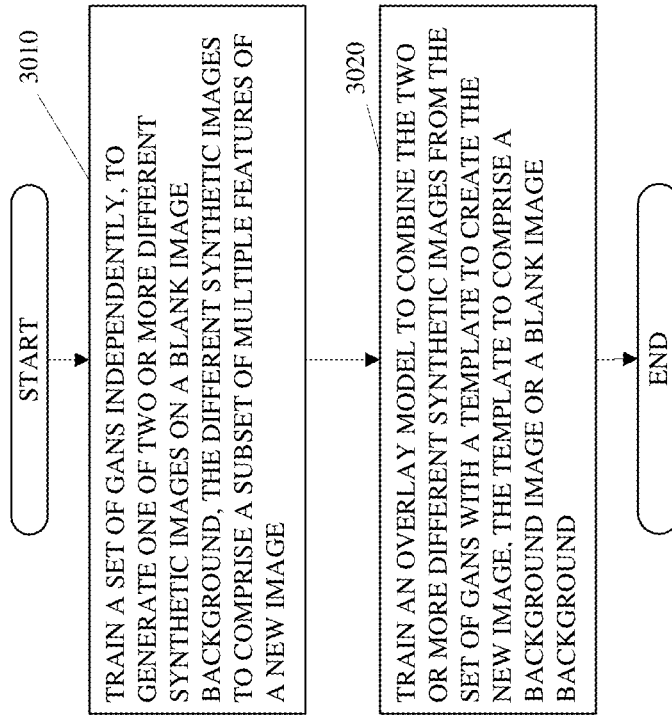 START
3010
TRAIN A SET OF GANS INDEPENDENTLY, TO
GENERATE ONE OF TWO OR MORE DIFFERENT
SYNTHETIC IMAGES ON A BLANK IMAGE
BACKGROUND, THE DIFFERENT SYNTHETIC IMAGES
TO COMPRISE A SUBSET OF MULTIPLE FEATURES OF
A NEW IMAGE
3020
TRAIN AN OVERLAY MODEL TO COMBINE THE TWO
OR MORE DIFFERENT SYNTHETIC IMAGES FROM THE
SET OF GANS WITH A TEMPLATE TO CREATE THE
NEW IMAGE, THE TEMPLATE TO COMPRISE A
BACKGROUND IMAGE OR A BLANK IMAGE
BACKGROUND
END